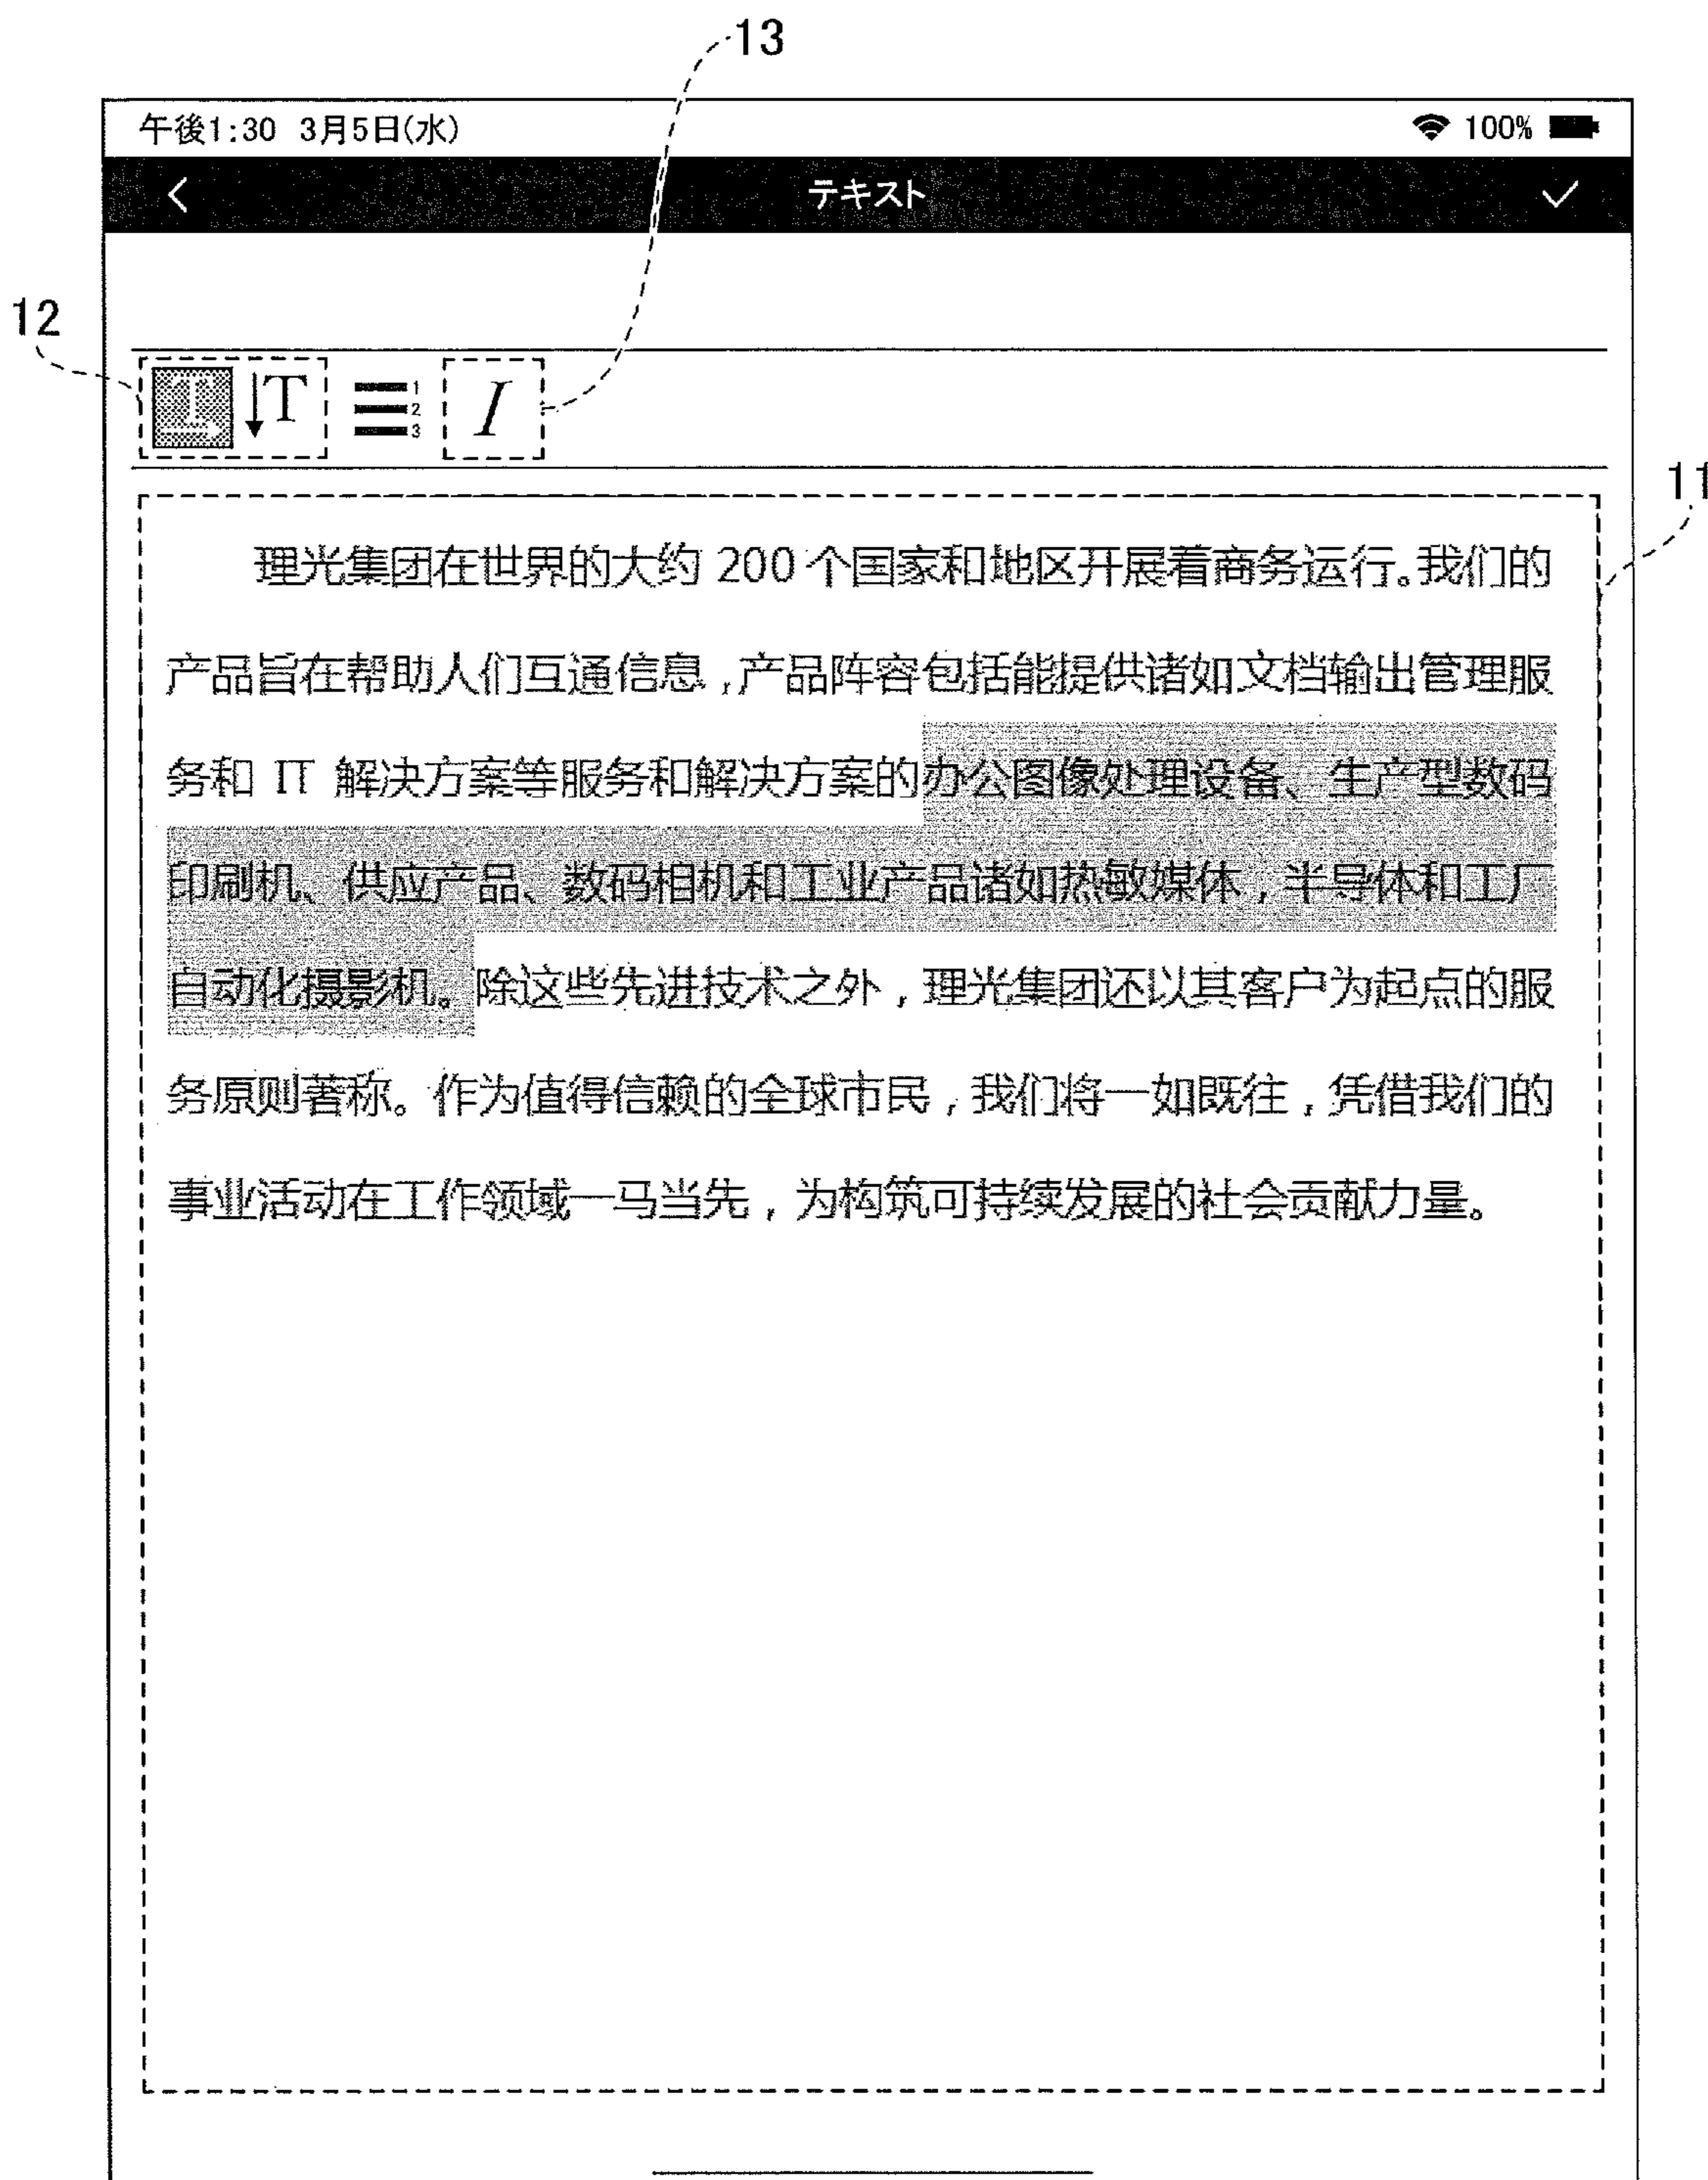 13
午後1:30 3月5日(水)
100%
テキスト
12
T T
1
2
3
I
11
理光集团在世界的大约 200 个国家和地区开展着商务运行。我们的
产品旨在帮助人们互通信息,产品阵容包括能提供诸如文档输出管理服
务和 IT 解决方案等服务和解决方案的办公图像处理设备、生产型数码
印刷机、供应产品、数码相机和工业产品诸如热敏媒体,半导体和工厂
自动化摄影机。除这些先进技术之外,理光集团还以其客户为起点的服
务原则著称。作为值得信赖的全球市民,我们将一如既往,凭借我们的
事业活动在工作领域一马当先,为构筑可持续发展的社会贡献力量。